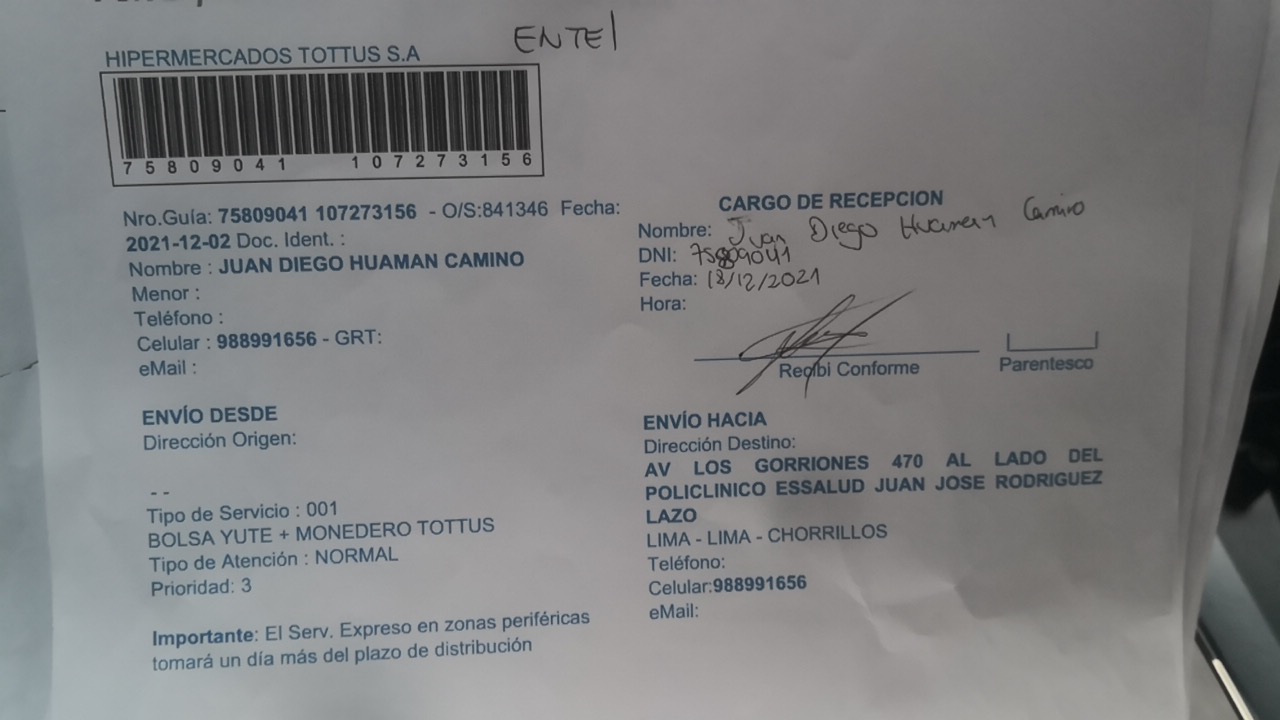 ENTEl
HIPERMERCADOS TOTTUS S.A
75809041 107273156
Nro.Guía: 75809041 107273156 - O/S:841346 Fecha:
2021-12-02 Doc. Ident. :
Nombre : JUAN DIEGO HUAMAN CAMINO
Menor :
Teléfono :
Celular : 988991656 - GRT:
eMail :
CARGO DE RECEPCION
Nombre: Juan Diego Huaman Camino
DNI: 75809041
Fecha: 18/12/2021
Hora:
Recibi Conforme
Parentesco
ENVÍO DESDE
Dirección Origen:
- -
Tipo de Servicio : 001
BOLSA YUTE + MONEDERO TOTTUS
Tipo de Atención : NORMAL
Prioridad: 3
Importante: El Serv. Expreso en zonas periféricas
tomará un día más del plazo de distribución
ENVÍO HACIA
Dirección Destino:
AV LOS GORRIONES 470 AL LADO DEL
POLICLINICO ESSALUD JUAN JOSE RODRIGUEZ
LAZO
LIMA - LIMA - CHORRILLOS
Teléfono:
Celular:988991656
eMail: